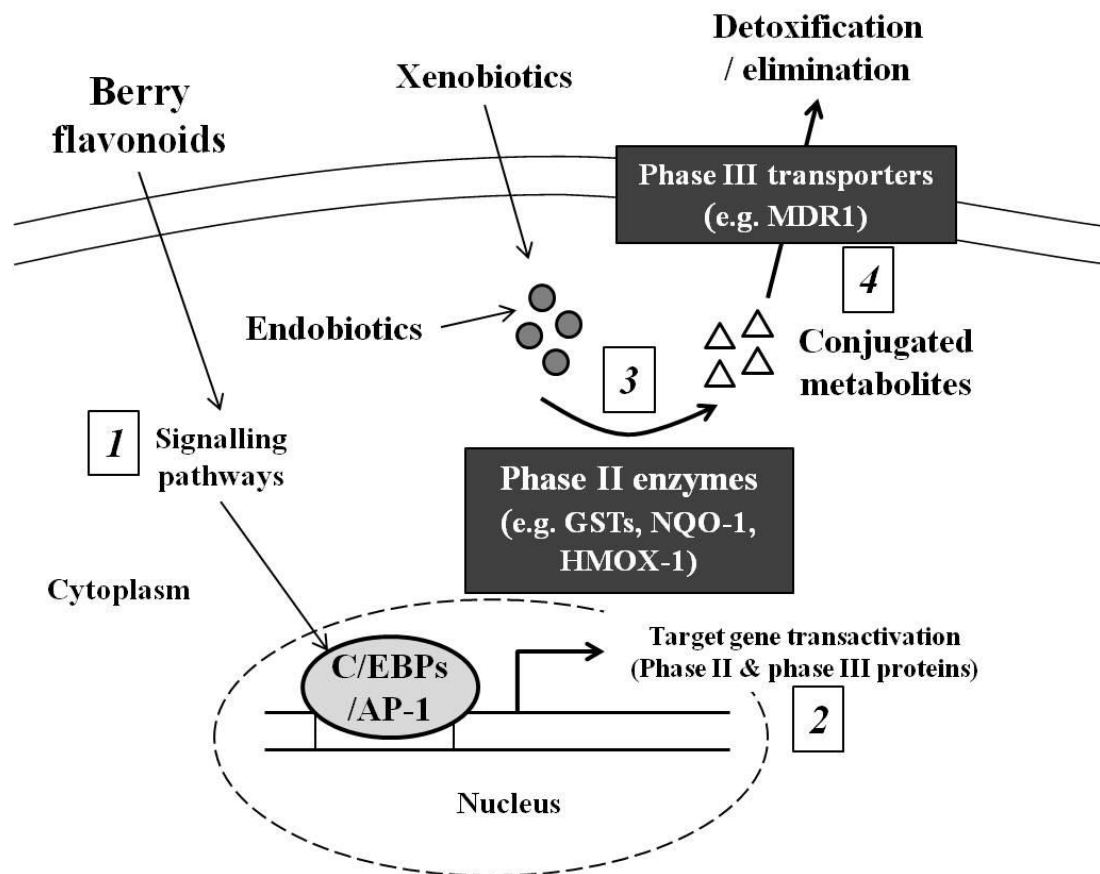 Detoxification
/ elimination
Xenobiotics
Berry
flavonoids
Phase III transporters
(e.g. MDR1)
4
Endobiotics
Conjugated
metabolites
3
1
Signalling
pathways
Phase II enzymes
(e.g. GSTs, NQO-1,
HMOX-1)
Cytoplasm
Target gene transactivation
(Phase II & phase III proteins)
C/EBPs
/AP-1
2
Nucleus